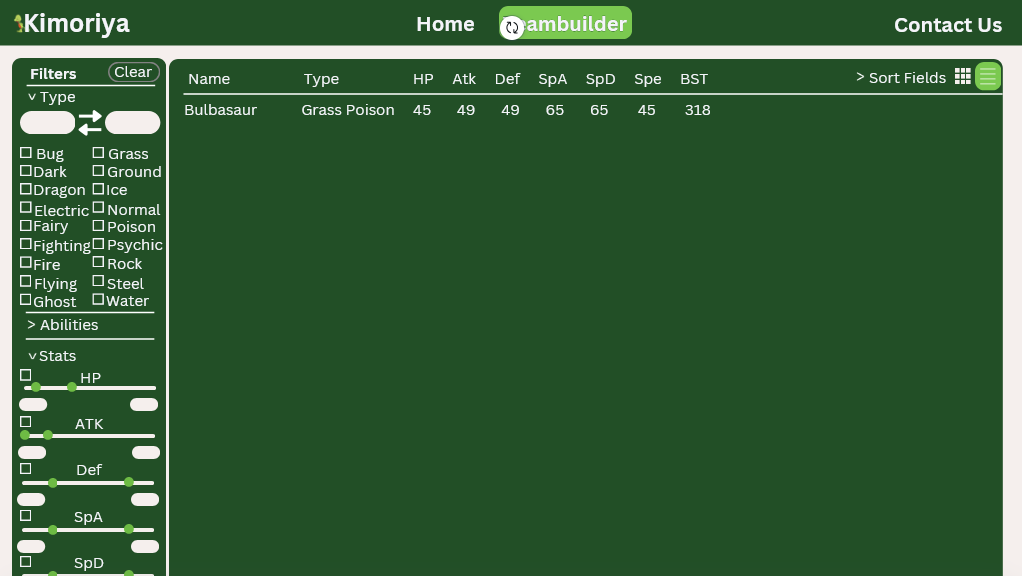 Kimoriya Home ambuilder Contact Us
Filters Clear
˅ Type
Bug Grass
Dark Ground
Dragon Ice
Electric Normal
Fairy Poison
Fighting Psychic
Fire Rock
Flying Steel
Ghost Water
> Abilities
˅ Stats
HP
ATK
Def
SpA
SpD
Name Type HP Atk Def SpA SpD Spe BST > Sort Fields
Bulbasaur Grass Poison 45 49 49 65 65 45 318